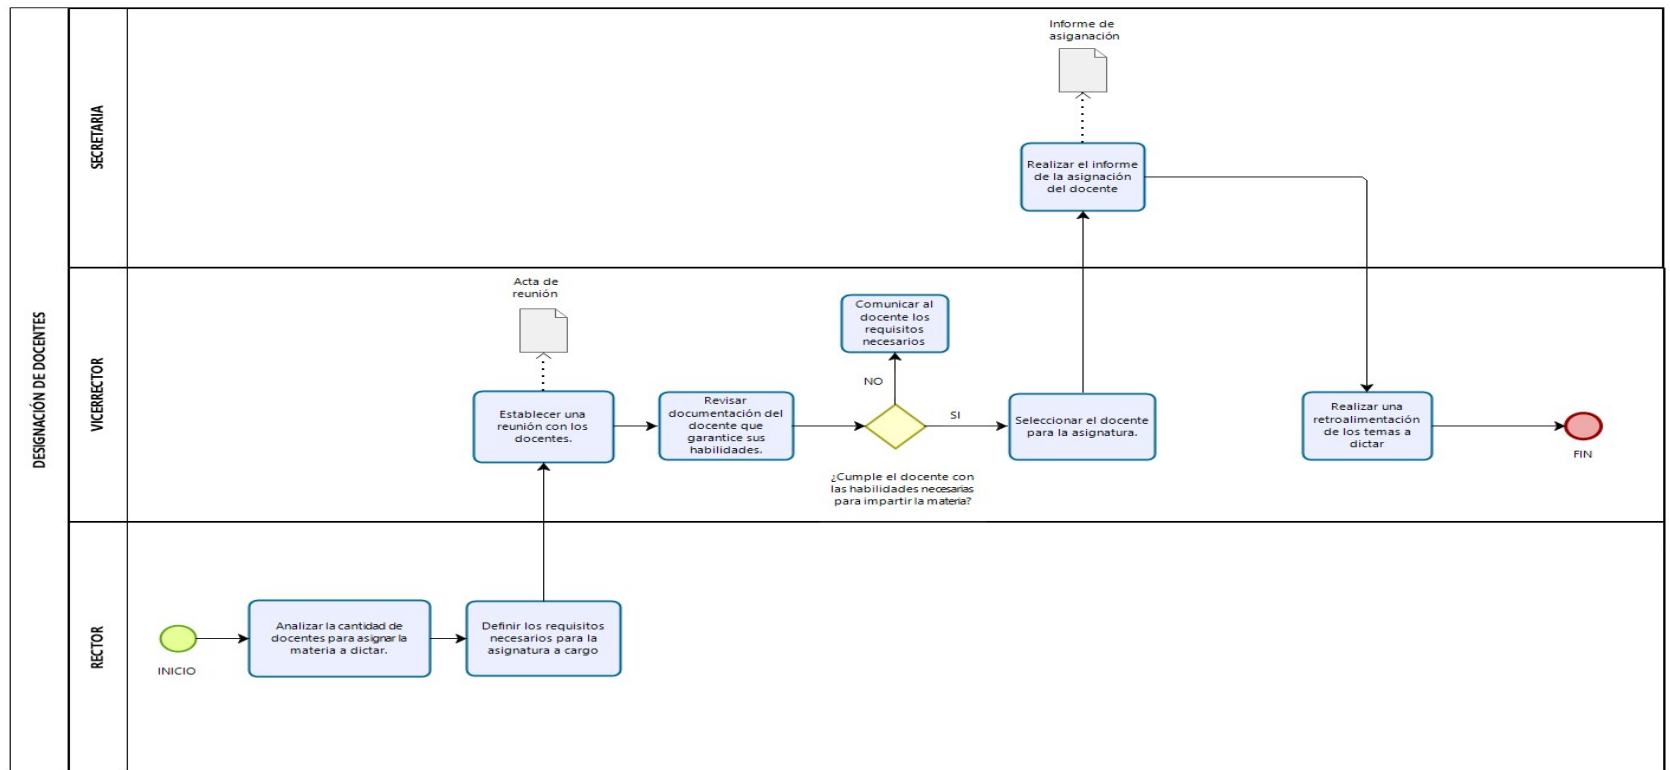 DESIGNACIÓN DE DOCENTES
SECRETARIA
Informe de
asiganación
Realizar el informe
de la asignación
del docente
VICERRECTOR
Acta de
reunión
Establecer una
reunión con los
docentes.
Revisar
documentación del
docente que
garantice sus
habilidades.
Comunicar al
docente los
requisitos
necesarios
NO
SI
¿Cumple el docente con
las habilidades necesarias
para impartir la materia?
Seleccionar el docente
para la asignatura.
Realizar una
retroalimentación
de los temas a
dictar
FIN
RECTOR
INICIO
Analizar la cantidad de
docentes para asignar la
materia a dictar.
Definir los requisitos
necesarios para la
asignatura a cargo